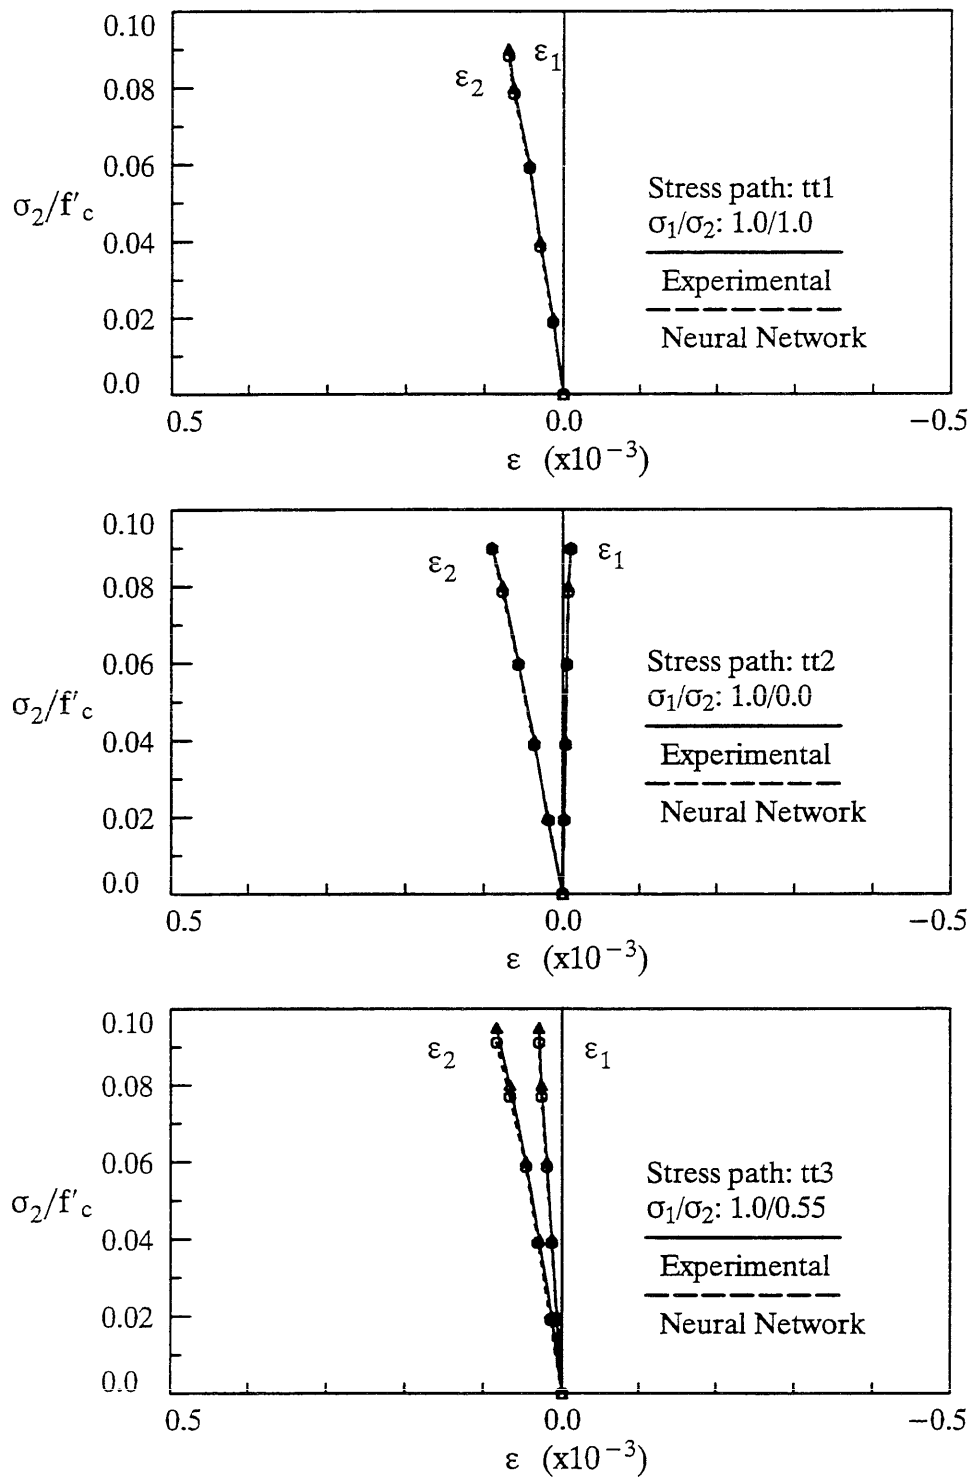 0.10
0.08
0.06
0.04
0.02
0.0
σ2/f′c
ε2
ε1
Stress path: tt1
σ1/σ2: 1.0/1.0
Experimental
Neural Network
0.5
0.0
−0.5
ε (x10−3)
0.10
0.08
0.06
0.04
0.02
0.0
σ2/f′c
ε2
ε1
Stress path: tt2
σ1/σ2: 1.0/0.0
Experimental
Neural Network
0.5
0.0
−0.5
ε (x10−3)
0.10
0.08
0.06
0.04
0.02
0.0
σ2/f′c
ε2
ε1
Stress path: tt3
σ1/σ2: 1.0/0.55
Experimental
Neural Network
0.5
0.0
−0.5
ε (x10−3)